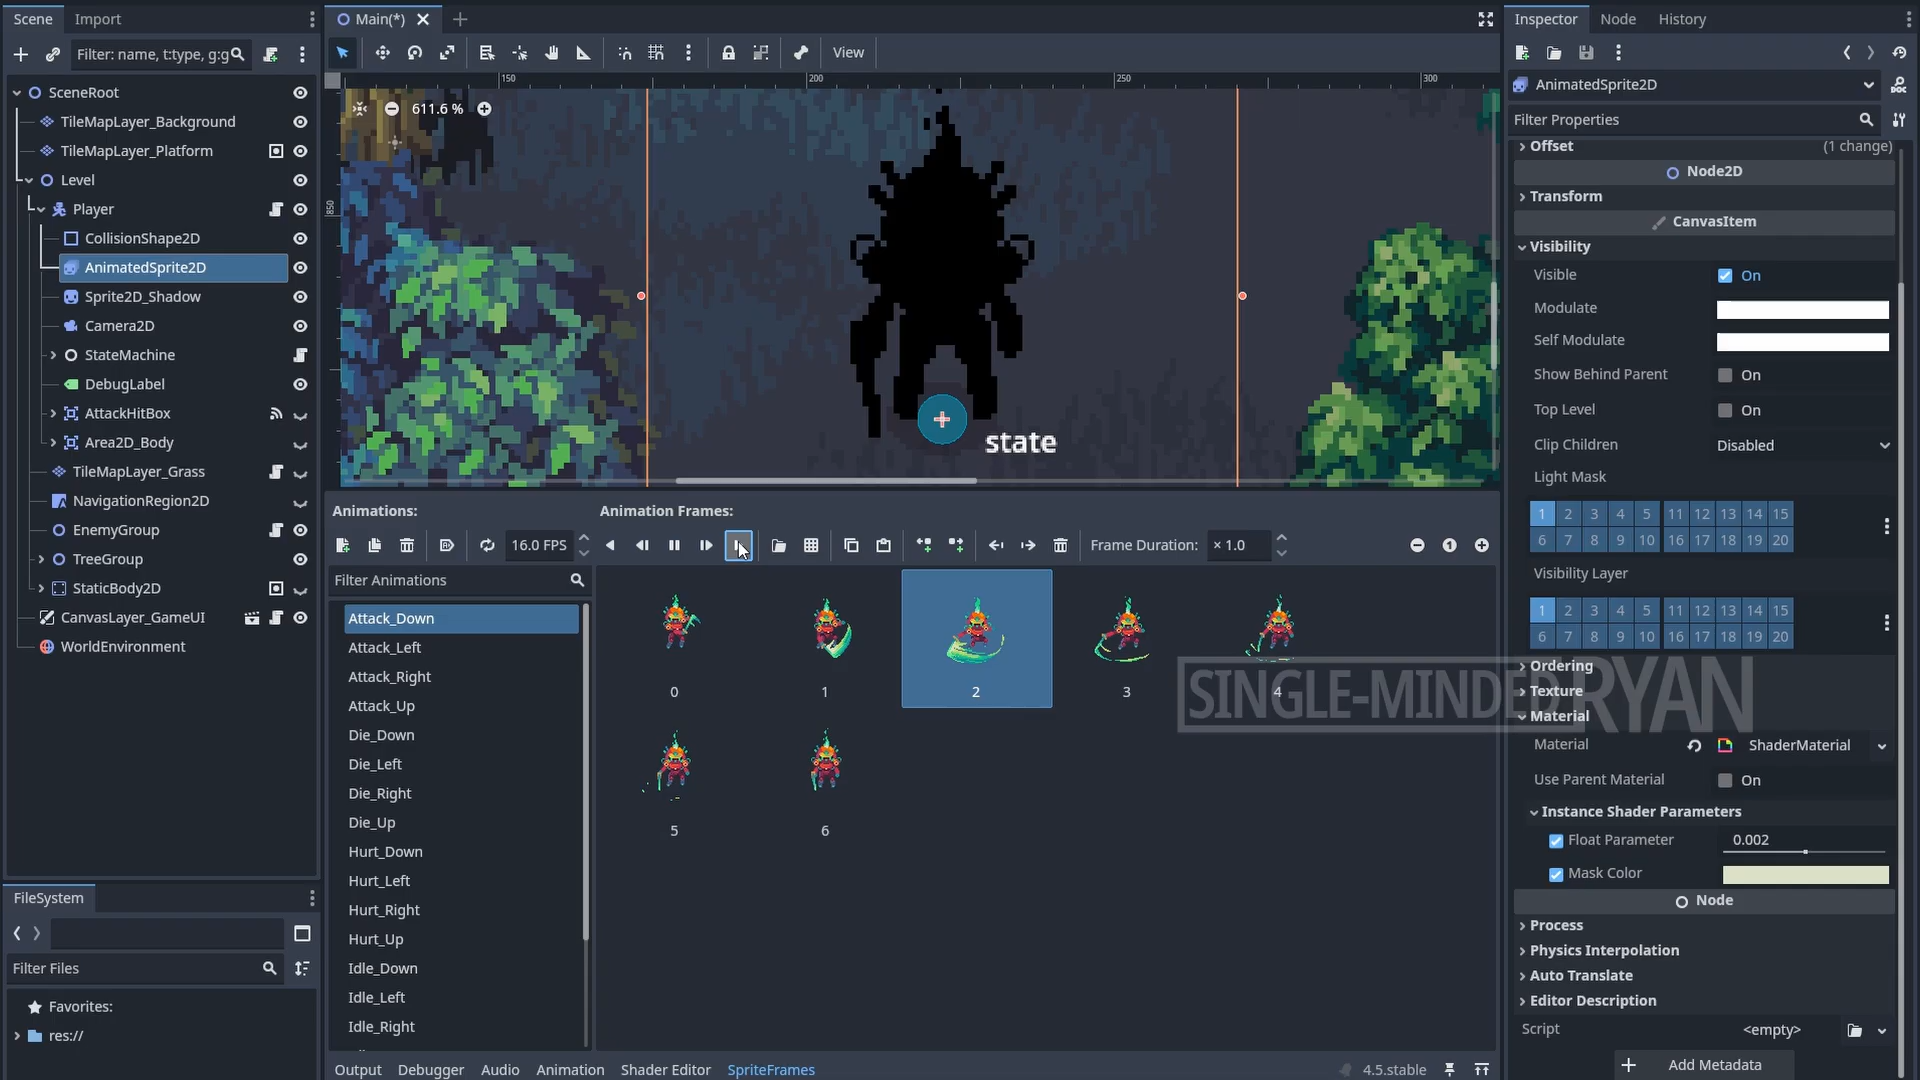 Scene
Import
Filter: name, t:type, g:g
SceneRoot
TileMapLayer_Background
TileMapLayer_Platform
Level
Player
CollisionShape2D
AnimatedSprite2D
Sprite2D_Shadow
Camera2D
StateMachine
DebugLabel
AttackHitBox
Area2D_Body
TileMapLayer_Grass
NavigationRegion2D
EnemyGroup
TreeGroup
StaticBody2D
CanvasLayer_GameUI
WorldEnvironment
FileSystem
Filter Files
Favorites:
res://
Main(*)
View
150
200
250
300
850
611.6 %
state
Animations:
16.0 FPS
Filter Animations
Attack_Down
Attack_Left
Attack_Right
Attack_Up
Die_Down
Die_Left
Die_Right
Die_Up
Hurt_Down
Hurt_Left
Hurt_Right
Hurt_Up
Idle_Down
Idle_Left
Idle_Right
Animation Frames:
Frame Duration: × 1.0
0
1
2
3
4
5
6
SINGLE-MINDED RYAN
Output
Debugger
Audio
Animation
Shader Editor
SpriteFrames
4.5.stable
Inspector
Node
History
AnimatedSprite2D
Filter Properties
Offset (1 change)
Node2D
Transform
CanvasItem
Visibility
Visible On
Modulate
Self Modulate
Show Behind Parent On
Top Level On
Clip Children Disabled
Light Mask
1 2 3 4 5 11 12 13 14 15
6 7 8 9 10 16 17 18 19 20
Visibility Layer
1 2 3 4 5 11 12 13 14 15
6 7 8 9 10 16 17 18 19 20
Ordering
Texture
Material
Material ShaderMaterial
Use Parent Material On
Instance Shader Parameters
Float Parameter 0.002
Mask Color
Node
Process
Physics Interpolation
Auto Translate
Editor Description
Script <empty>
Add Metadata